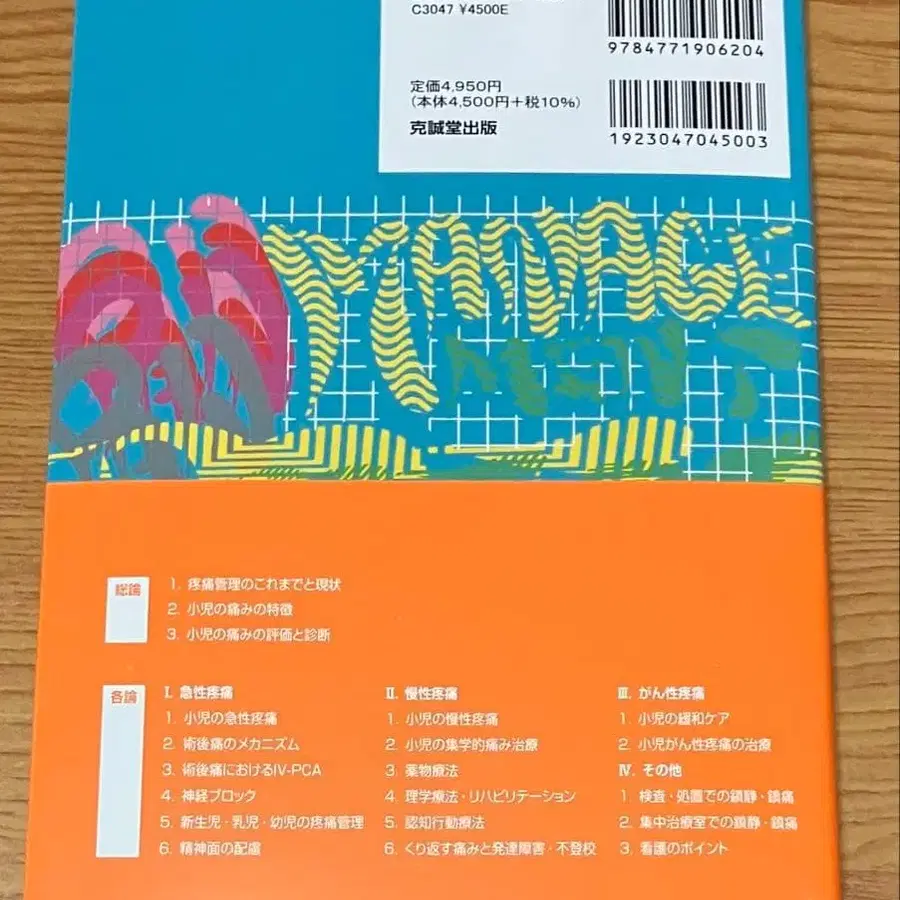 C3047 ¥4500E
9784771906204
定価4,950円
(本体4,500円+税10%)
克誠堂出版
1923047045003
PAIN
MANAGE
MENT
総論
1. 疼痛管理のこれまでと現状
2. 小児の痛みの特徴
3. 小児の痛みの評価と診断
各論
I. 急性疼痛
1. 小児の急性疼痛
2. 術後痛のメカニズム
3. 術後痛におけるIV-PCA
4. 神経ブロック
5. 新生児・乳児・幼児の疼痛管理
6. 精神面の配慮
II. 慢性疼痛
1. 小児の慢性疼痛
2. 小児の集学的痛み治療
3. 薬物療法
4. 理学療法・リハビリテーション
5. 認知行動療法
6. くり返す痛みと発達障害・不登校
III. がん性疼痛
1. 小児の緩和ケア
2. 小児がん性疼痛の治療
IV. その他
1. 検査・処置での鎮静・鎮痛
2. 集中治療室での鎮静・鎮痛
3. 看護のポイント